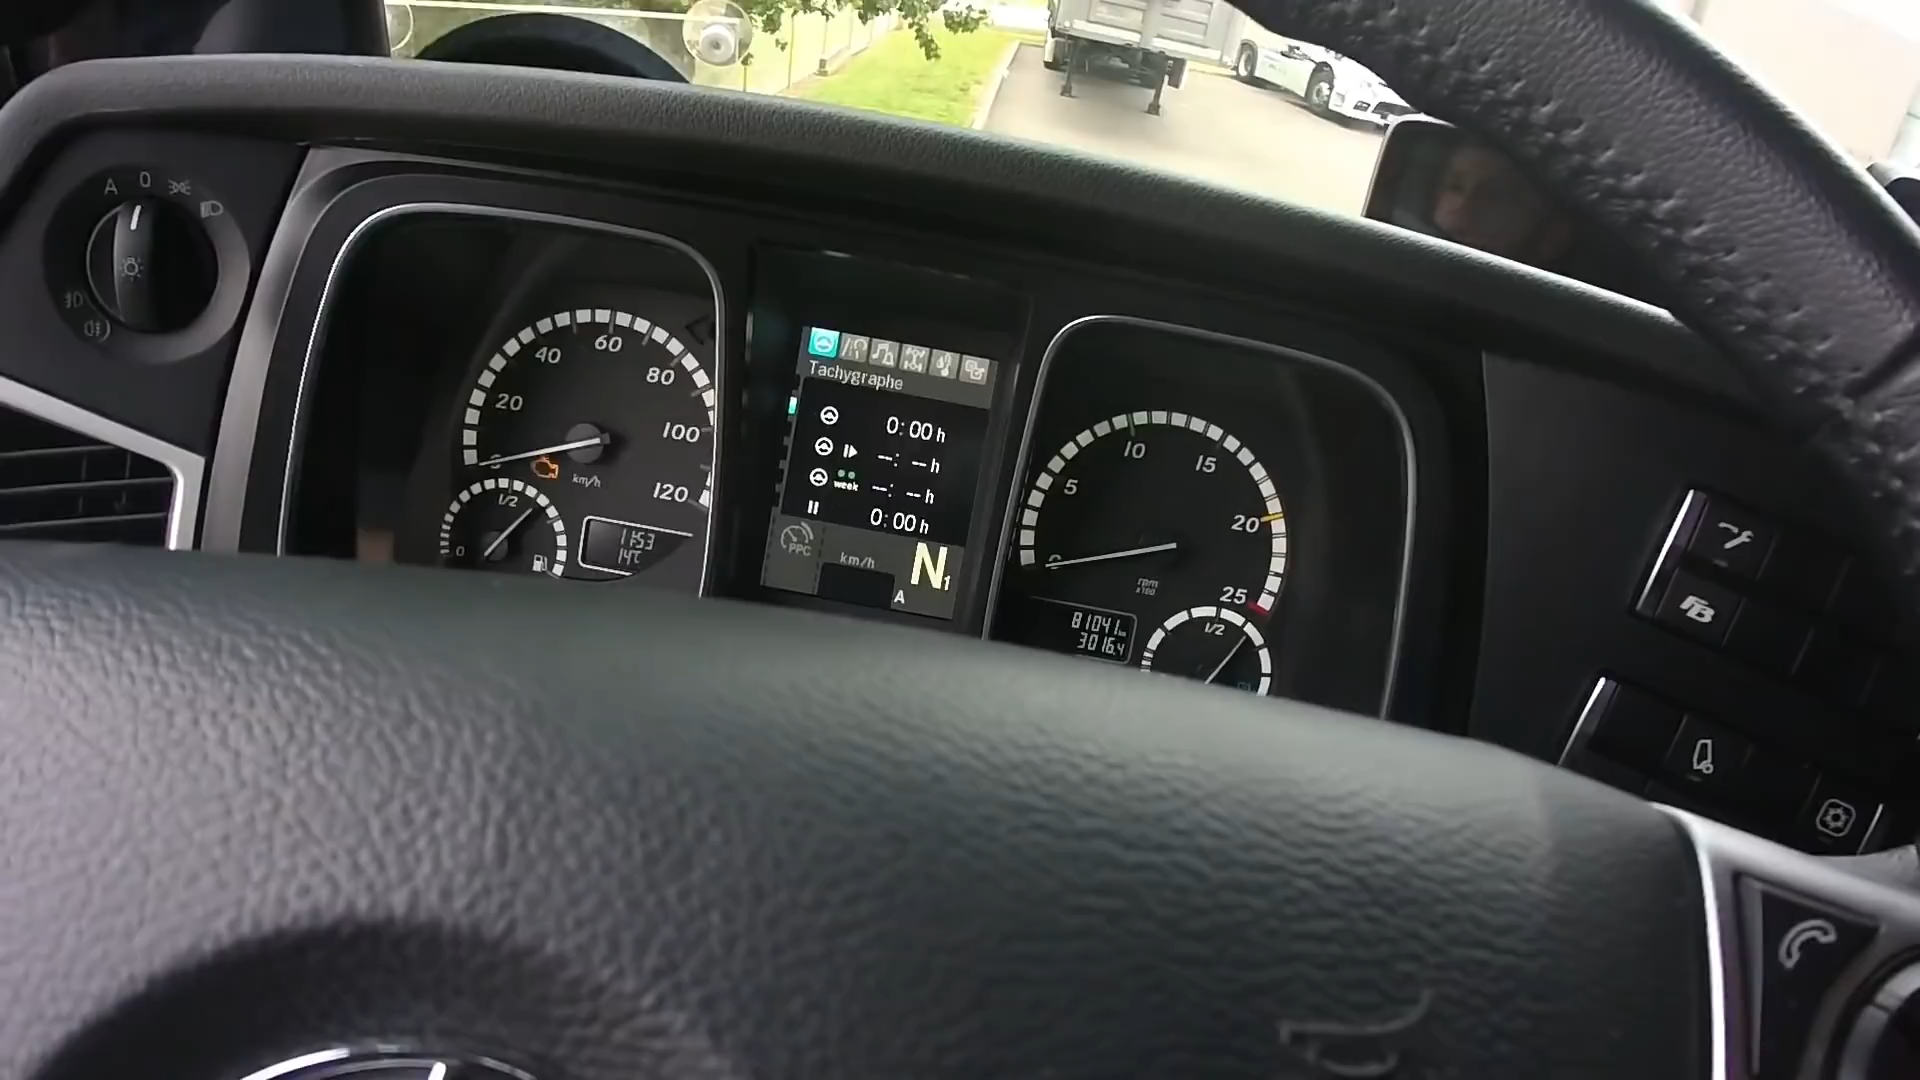 A 0
20
40
60
80
100
120
km/h
0
1/2
11:53
14°C
Tachygraphe
0:00 h
--:--h
week --:--h
0:00 h
PPC
km/h
N1
A
5
10
15
20
25
rpm
x100
81041 km
3016.4
1/2